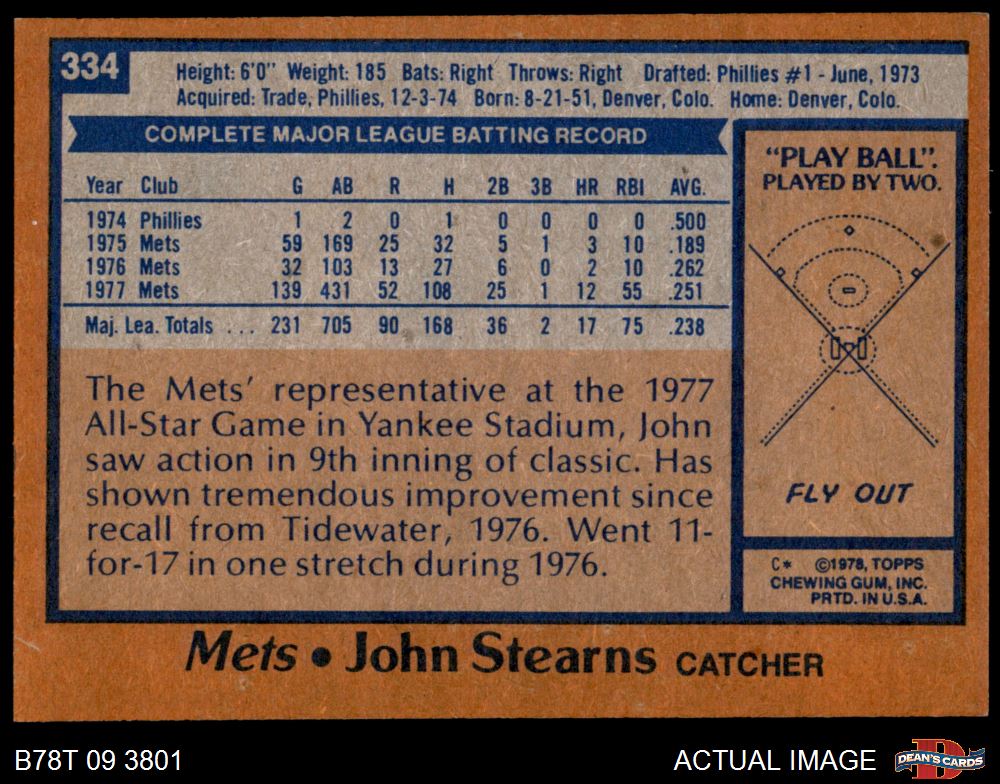 334
Height: 6'0" Weight: 185 Bats: Right Throws: Right Drafted: Phillies #1 - June, 1973
Acquired: Trade, Phillies, 12-3-74 Born: 8-21-51, Denver, Colo. Home: Denver, Colo.
COMPLETE MAJOR LEAGUE BATTING RECORD
Year Club G AB R H 2B 3B HR RBI AVG.
1974 Phillies 1 2 0 1 0 0 0 0 .500
1975 Mets 59 169 25 32 5 1 3 10 .189
1976 Mets 32 103 13 27 6 0 2 10 .262
1977 Mets 139 431 52 108 25 1 12 55 .251
Maj. Lea. Totals ... 231 705 90 168 36 2 17 75 .238
The Mets' representative at the 1977
All-Star Game in Yankee Stadium, John
saw action in 9th inning of classic. Has
shown tremendous improvement since
recall from Tidewater, 1976. Went 11-
for-17 in one stretch during 1976.
"PLAY BALL".
PLAYED BY TWO.
FLY OUT
C* ©1978, TOPPS
CHEWING GUM, INC.
PRTD. IN U.S.A.
Mets • John Stearns CATCHER
B78T 09 3801
ACTUAL IMAGE
D
DEAN'S CARDS